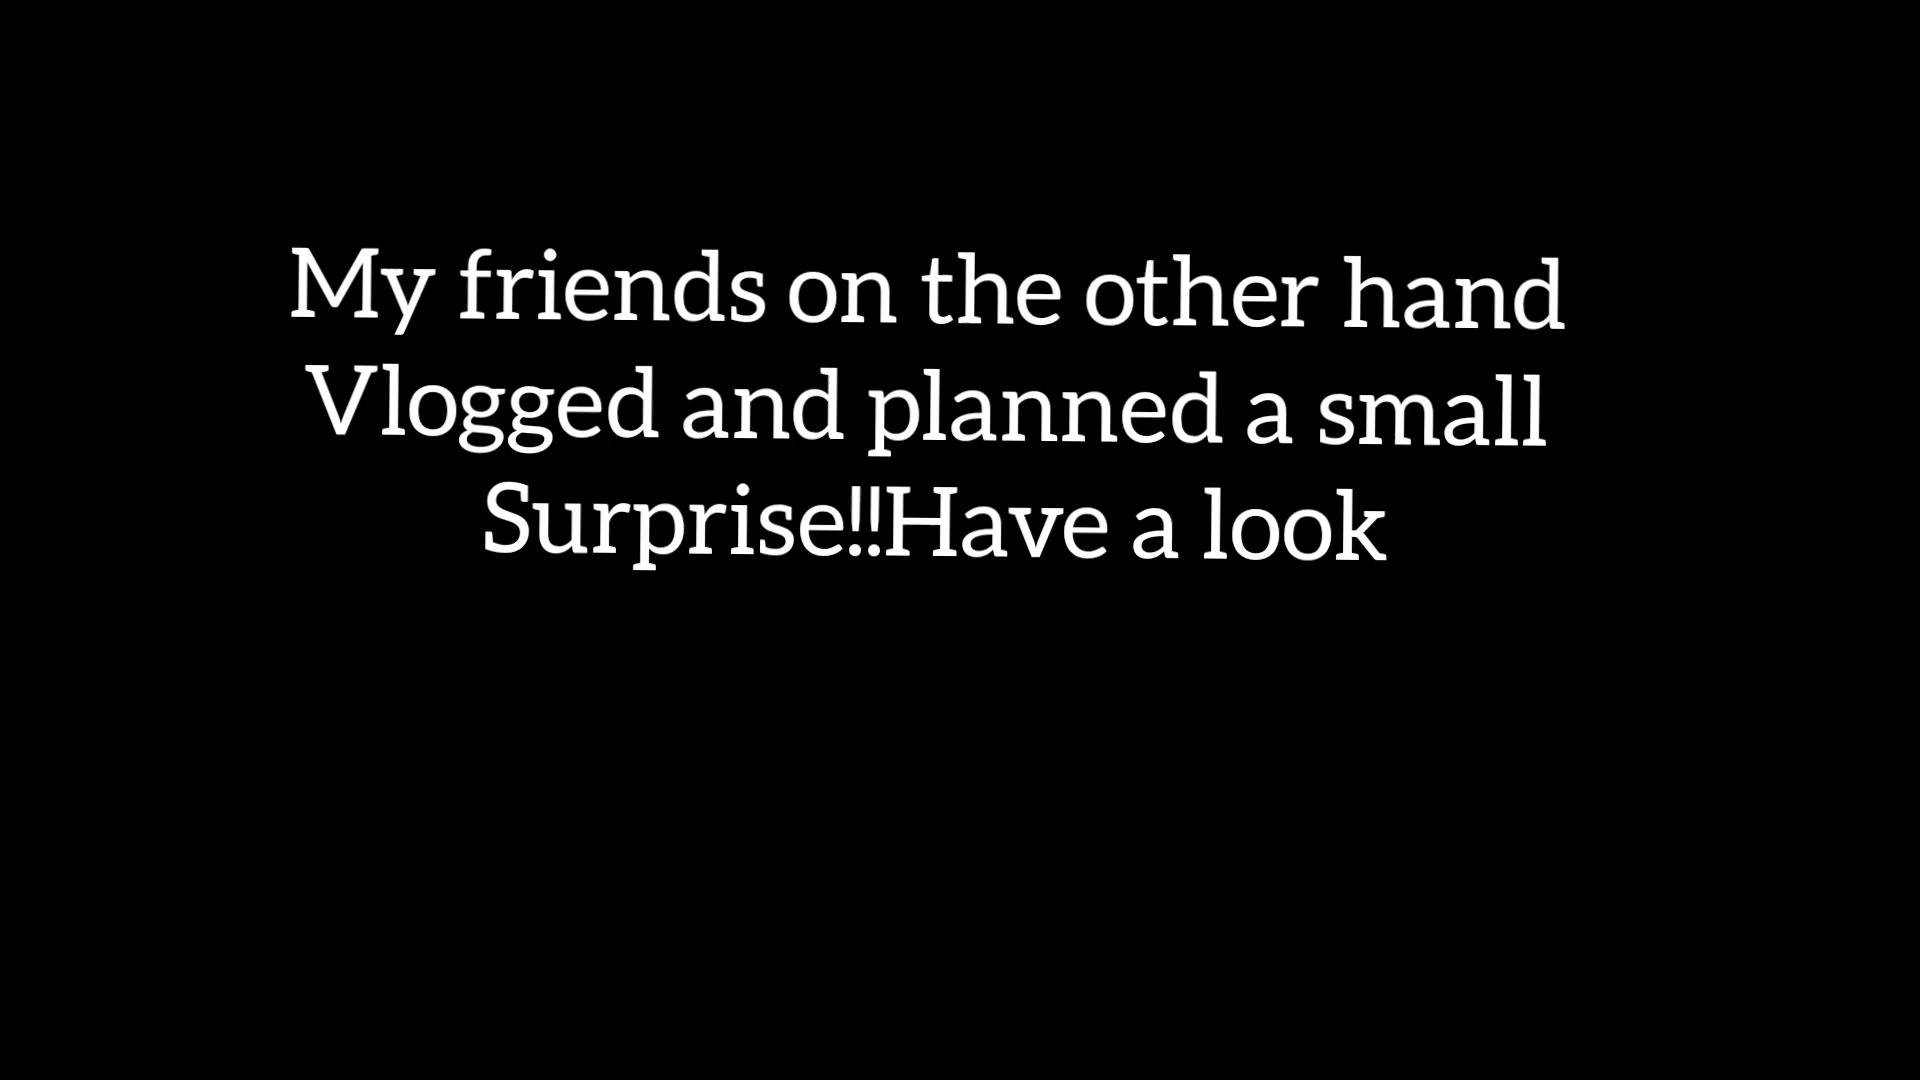 My friends on the other hand
Vlogged and planned a small
Surprise!!Have a look